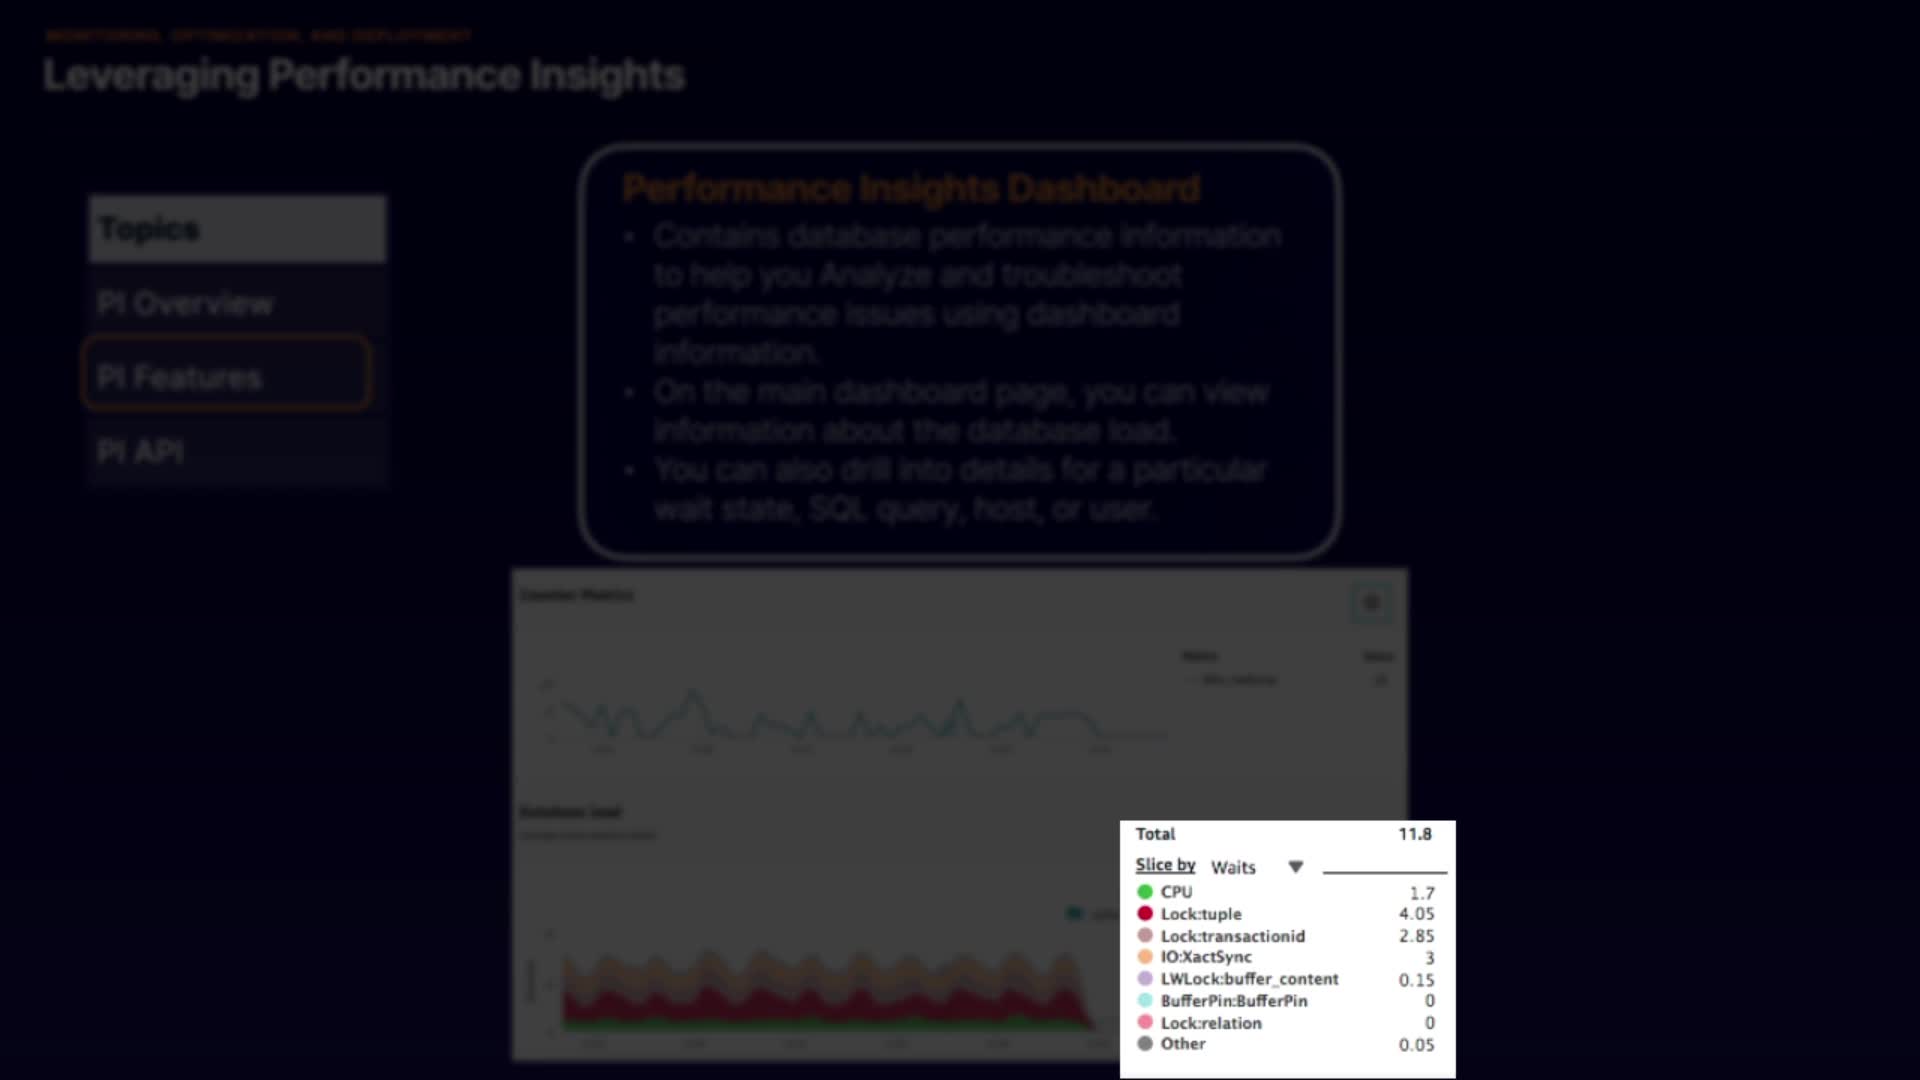 MONITORING, OPTIMIZATION, AND DEPLOYMENT
Leveraging Performance Insights
Topics
PI Overview
PI Features
PI API
Performance Insights Dashboard
• Contains database performance information
to help you Analyze and troubleshoot
performance issues using dashboard
information.
• On the main dashboard page, you can view
information about the database load.
• You can also drill into details for a particular
wait state, SQL query, host, or user.
Counter Metrics
Database load
Total 11.8
Slice by Waits
CPU 1.7
Lock:tuple 4.05
Lock:transactionid 2.85
IO:XactSync 3
LWLock:buffer_content 0.15
BufferPin:BufferPin 0
Lock:relation 0
Other 0.05